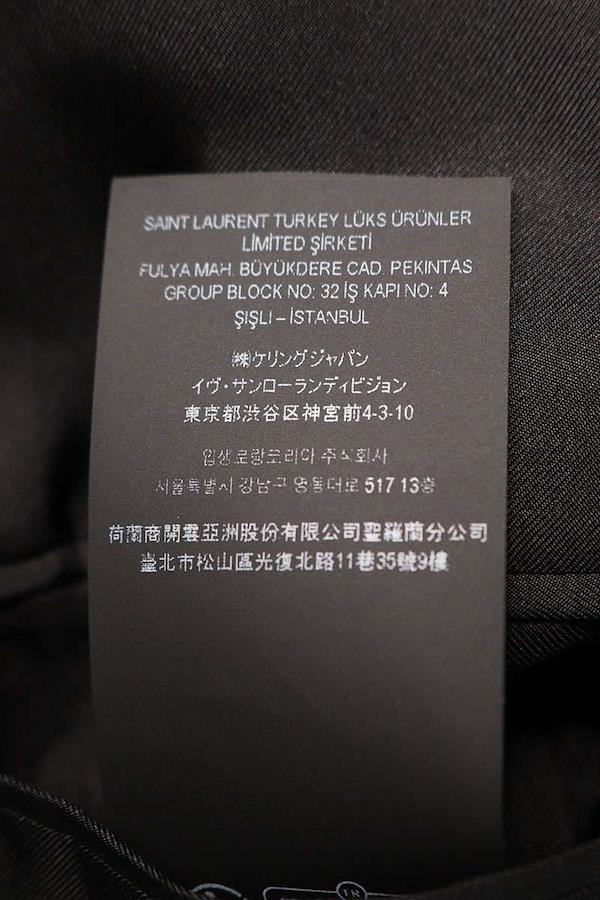 SAINT LAURENT TURKEY LÜKS ÜRÜNLER
LİMİTED ŞİRKETİ
FULYA MAH. BÜYÜKDERE CAD. PEKINTAS
GROUP BLOCK NO: 32 İŞ KAPI NO: 4
ŞIŞLI – İSTANBUL
㈱ケリングジャパン
イヴ・サンローランディビジョン
東京都渋谷区神宮前4-3-10
입생로랑코리아 주식회사
서울특별시 강남구 영동대로 517 13층
荷蘭商開雲亞洲股份有限公司聖羅蘭分公司
臺北市松山區光復北路11巷35號9樓